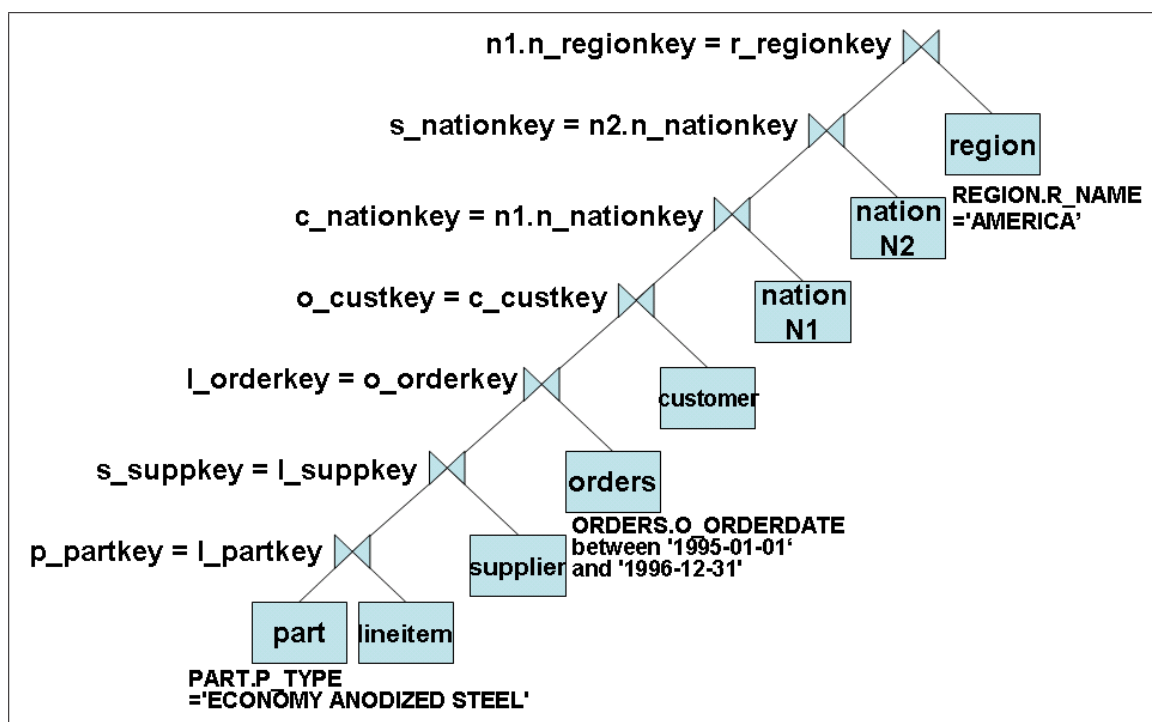 n1.n_regionkey = r_regionkey
s_nationkey = n2.n_nationkey
region
REGION.R_NAME
='AMERICA’
c_nationkey = n1.n_nationkey
nation
N2
o_custkey = c_custkey
nation
N1
l_orderkey = o_orderkey
customer
s_suppkey = l_suppkey
orders
ORDERS.O_ORDERDATE
between '1995-01-01‘
and '1996-12-31'
p_partkey = l_partkey
supplier
part
lineitem
PART.P_TYPE
='ECONOMY ANODIZED STEEL'